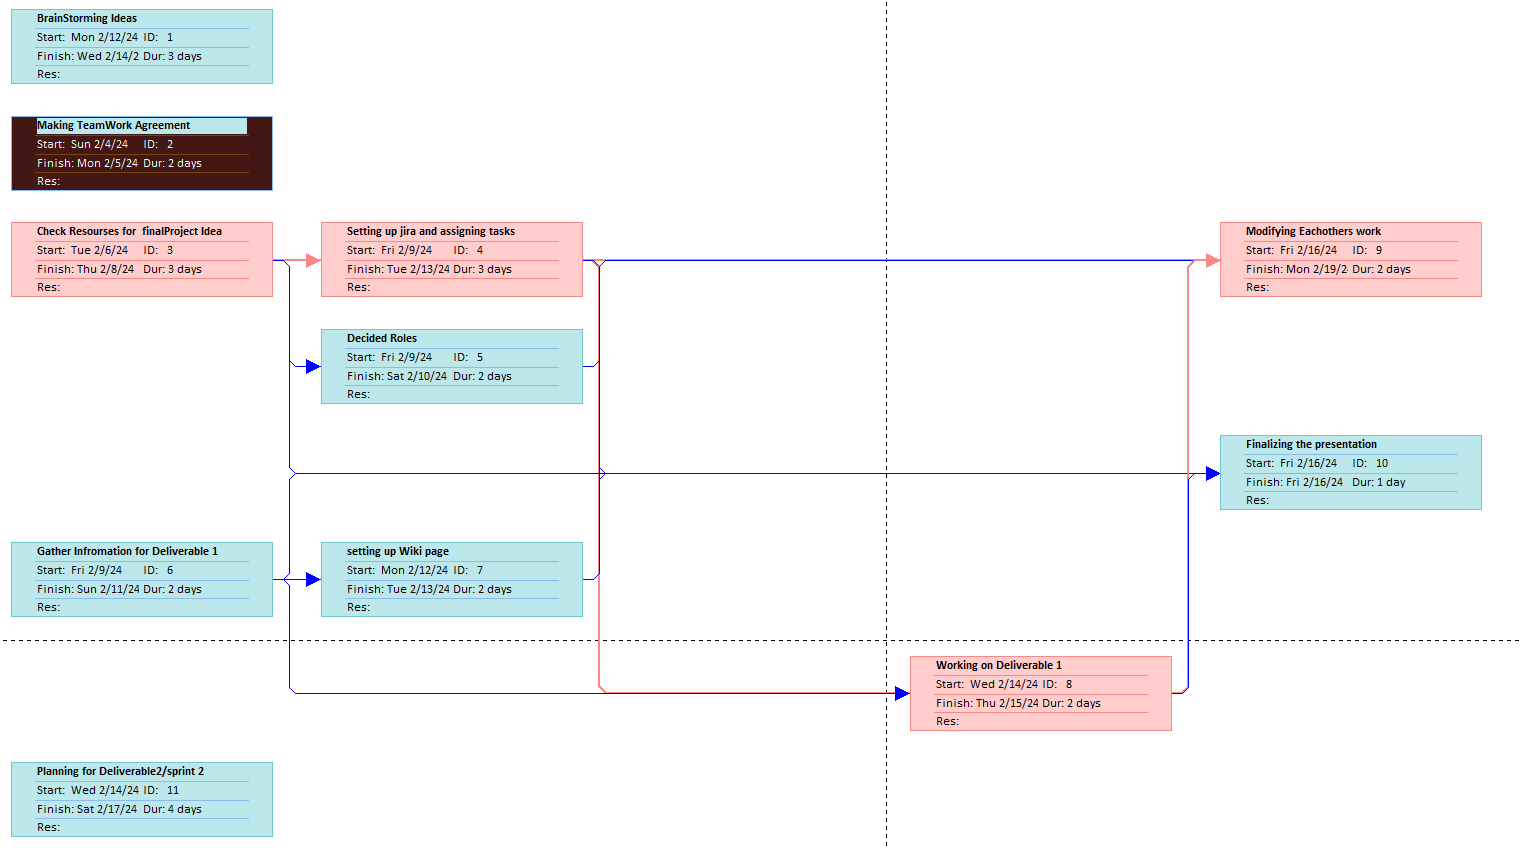 BrainStorming Ideas
Start: Mon 2/12/24 ID: 1
Finish: Wed 2/14/2 Dur: 3 days
Res:
Making TeamWork Agreement
Start: Sun 2/4/24 ID: 2
Finish: Mon 2/5/24 Dur: 2 days
Res:
Check Resourses for finalProject Idea
Start: Tue 2/6/24 ID: 3
Finish: Thu 2/8/24 Dur: 3 days
Res:
Setting up jira and assigning tasks
Start: Fri 2/9/24 ID: 4
Finish: Tue 2/13/24 Dur: 3 days
Res:
Modifying Eachothers work
Start: Fri 2/16/24 ID: 9
Finish: Mon 2/19/2 Dur: 2 days
Res:
Decided Roles
Start: Fri 2/9/24 ID: 5
Finish: Sat 2/10/24 Dur: 2 days
Res:
Finalizing the presentation
Start: Fri 2/16/24 ID: 10
Finish: Fri 2/16/24 Dur: 1 day
Res:
Gather Infromation for Deliverable 1
Start: Fri 2/9/24 ID: 6
Finish: Sun 2/11/24 Dur: 2 days
Res:
setting up Wiki page
Start: Mon 2/12/24 ID: 7
Finish: Tue 2/13/24 Dur: 2 days
Res:
Working on Deliverable 1
Start: Wed 2/14/24 ID: 8
Finish: Thu 2/15/24 Dur: 2 days
Res:
Planning for Deliverable2/sprint 2
Start: Wed 2/14/24 ID: 11
Finish: Sat 2/17/24 Dur: 4 days
Res: